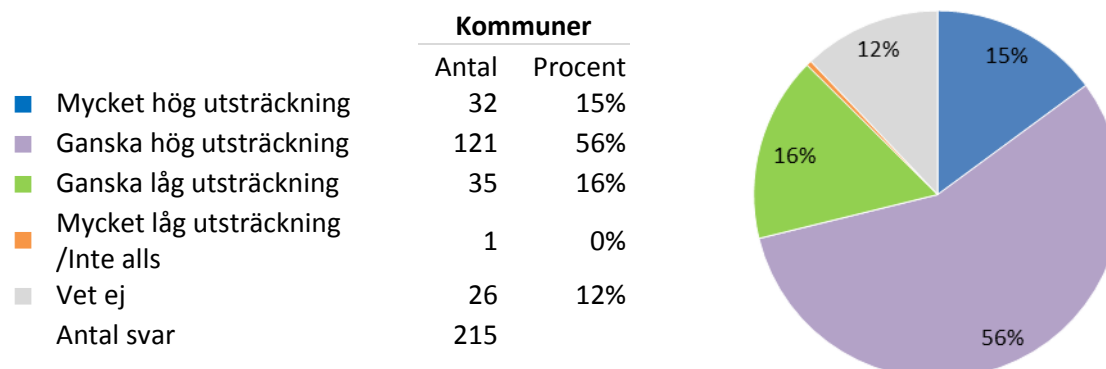 Kommuner
Antal Procent
Mycket hög utsträckning 32 15%
Ganska hög utsträckning 121 56%
Ganska låg utsträckning 35 16%
Mycket låg utsträckning
/Inte alls 1 0%
Vet ej 26 12%
Antal svar 215
12%
15%
16%
56%